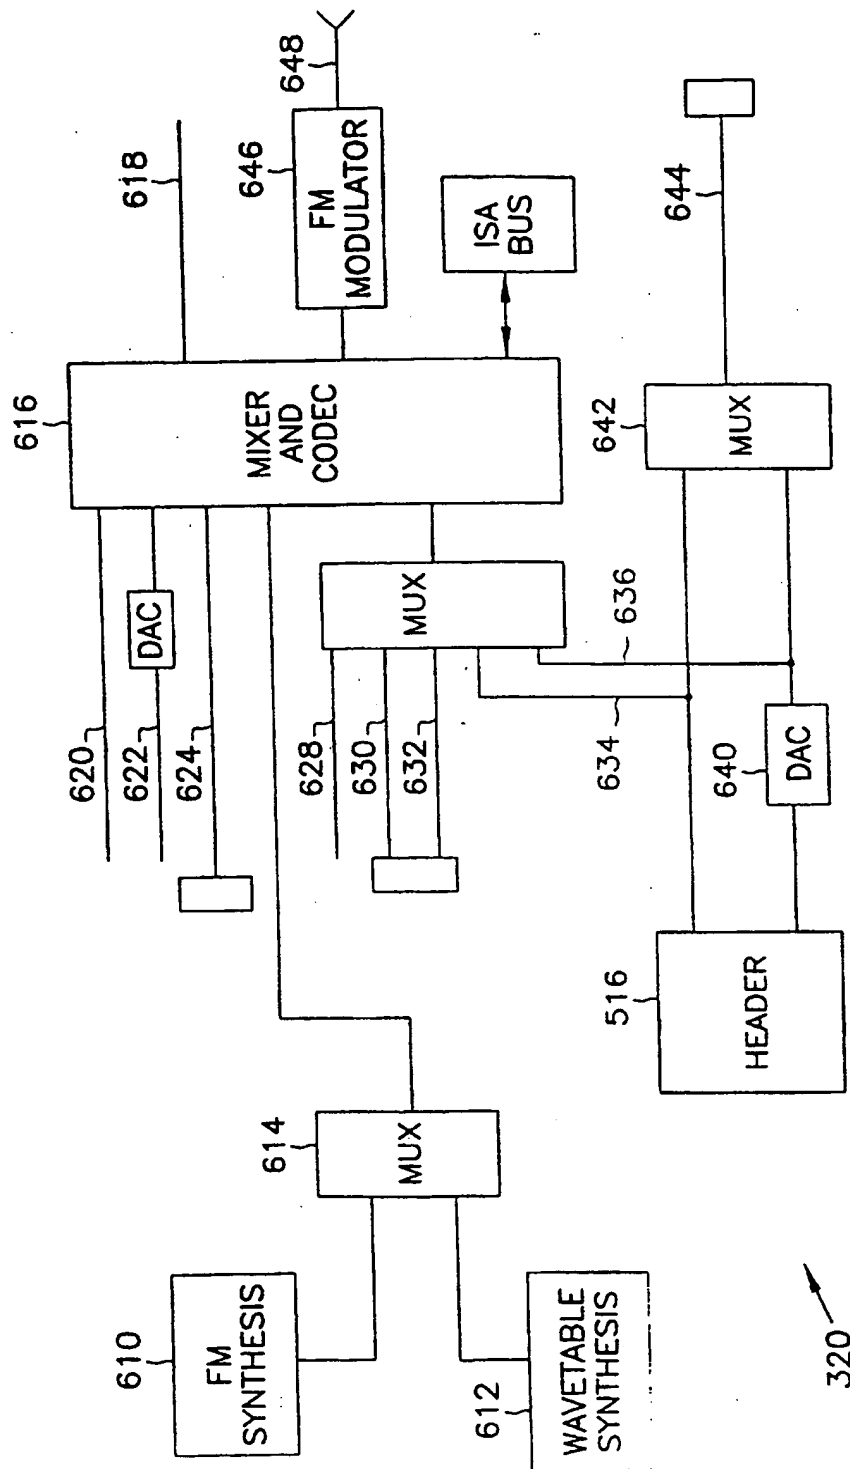 610
FM
SYNTHESIS
612
WAVETABLE
SYNTHESIS
614
MUX
620
622
DAC
624
616
MIXER
AND
CODEC
618
646
FM
MODULATOR
648
ISA
BUS
628
630
632
MUX
634
636
516
HEADER
640
DAC
642
MUX
644
320